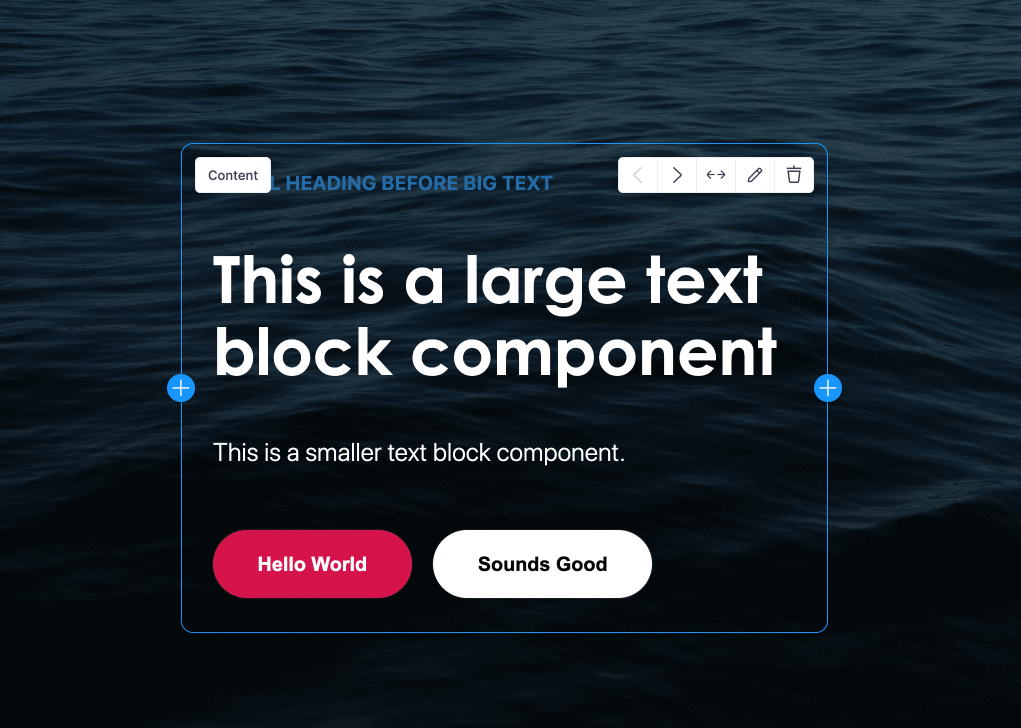 Content
L HEADING BEFORE BIG TEXT
This is a large text
block component
This is a smaller text block component.
Hello World
Sounds Good